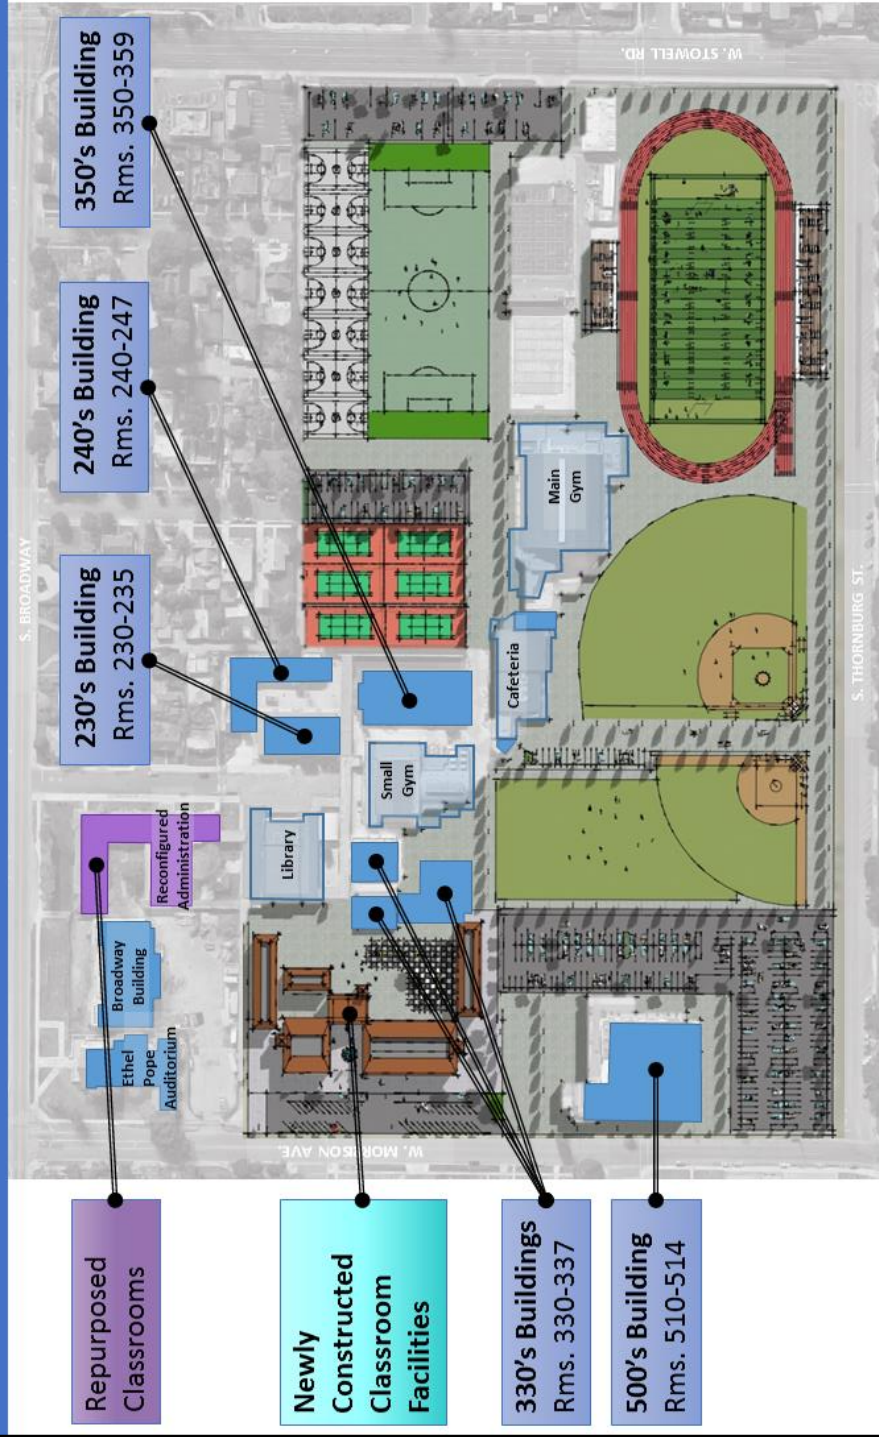 Repurposed
Classrooms
Newly
Constructed
Classroom
Facilities
330's Buildings
Rms. 330-337
500's Building
Rms. 510-514
230's Building
Rms. 230-235
240's Building
Rms. 240-247
350's Building
Rms. 350-359
S. BROADWAY
W. STOWELL RD.
W. MORRISON AVE.
S. THORNBURG ST.
Ethel
Pope
Auditorium
Broadway
Building
Reconfigured
Administration
Library
Small
Gym
Cafeteria
Main
Gym